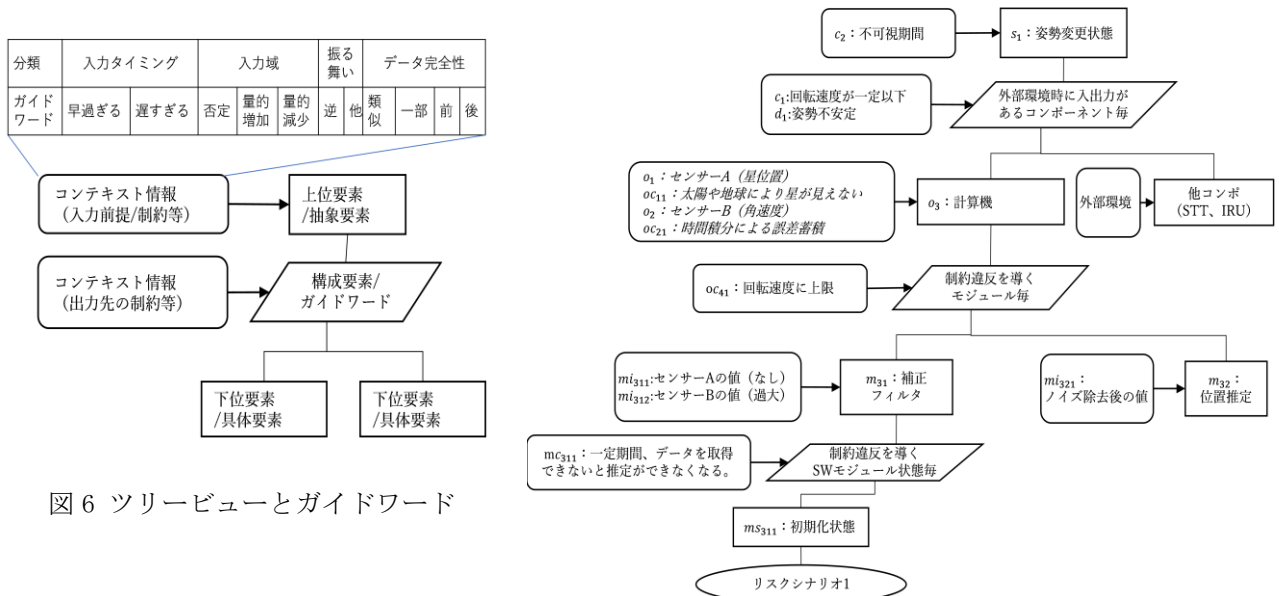 分類 入力タイミング 入力域 振る舞い データ完全性
ガイドワード 早過ぎる 遅すぎる 否定 量的増加 量的減少 逆 他 類似 一部 前 後
コンテキスト情報
（入力前提/制約等）
上位要素
/抽象要素
コンテキスト情報
（出力先の制約等）
構成要素/
ガイドワード
下位要素
/具体要素
下位要素
/具体要素
図 6 ツリービューとガイドワード
c₂：不可視期間
s₁：姿勢変更状態
c₁:回転速度が一定以下
d₁:姿勢不安定
外部環境時に入出力が
あるコンポーネント毎
o₁：センサーA（星位置）
oc₁₁：太陽や地球により星が見えない
o₂：センサーB（角速度）
oc₂₁：時間積分による誤差蓄積
o₃：計算機
外部環境
他コンポ
（STT、IRU）
oc₄₁：回転速度に上限
制約違反を導く
モジュール毎
mi₃₁₁:センサーAの値（なし）
mi₃₁₂:センサーBの値（過大）
m₃₁：補正
フィルタ
mi₃₂₁：
ノイズ除去後の値
m₃₂：
位置推定
mc₃₁₁：一定期間、データを取得
できないと推定ができなくなる。
制約違反を導く
SWモジュール状態毎
ms₃₁₁：初期化状態
リスクシナリオ1